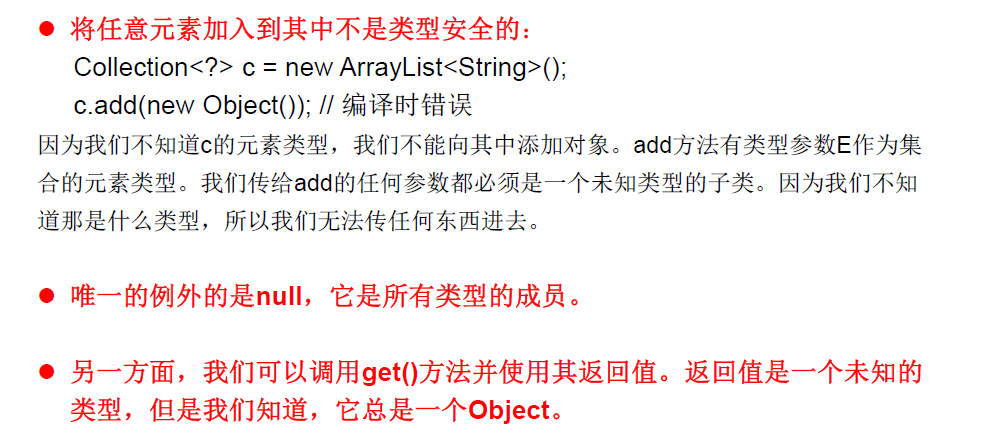 ● 将任意元素加入到其中不是类型安全的：
Collection<?> c = new ArrayList<String>();
c.add(new Object()); // 编译时错误
因为我们不知道c的元素类型，我们不能向其中添加对象。add方法有类型参数E作为集
合的元素类型。我们传给add的任何参数都必须是一个未知类型的子类。因为我们不知
道那是什么类型，所以我们无法传任何东西进去。
● 唯一的例外的是null，它是所有类型的成员。
● 另一方面，我们可以调用get()方法并使用其返回值。返回值是一个未知的
类型，但是我们知道，它总是一个Object。